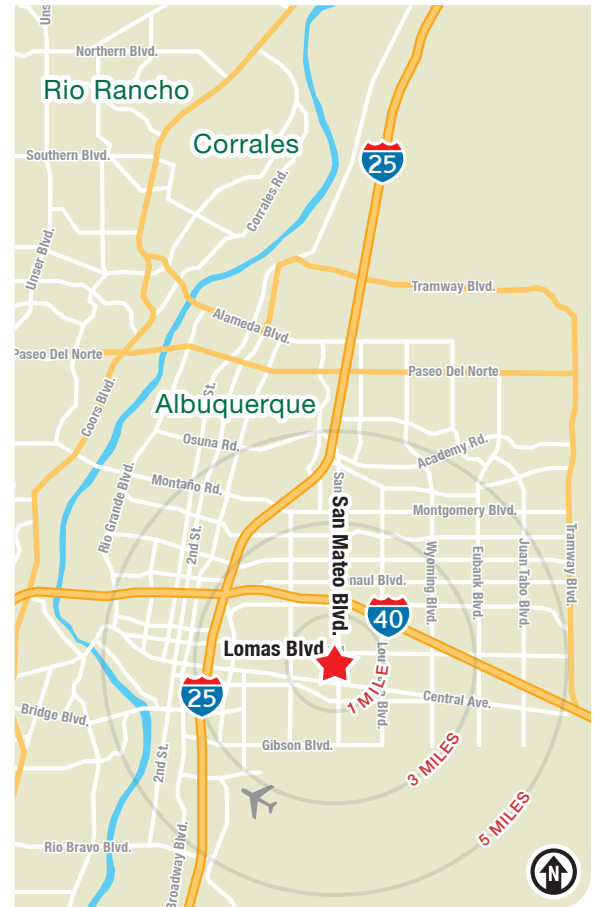 Northern Blvd.
Rio Rancho
Corrales
25
Southern Blvd.
Corrales Rd.
Unser Blvd.
Tramway Blvd.
Alameda Blvd.
Paseo Del Norte
Paseo Del Norte
Coors Blvd.
St.
Albuquerque
Osuna Rd.
Academy Rd.
Montaño Rd.
San
San Mateo Blvd.
Montgomery Blvd.
Rio Grande Blvd.
2nd St.
Wyoming Blvd.
Eubank Blvd.
Juan Tabo Blvd.
Tramway Blvd.
naul Blvd.
40
Lomas Blvd.
25
1 MILE
Blvd.
Central Ave.
Bridge Blvd.
Gibson Blvd.
2nd St.
3 MILES
5 MILES
Rio Bravo Blvd.
Broadway Blvd.
N